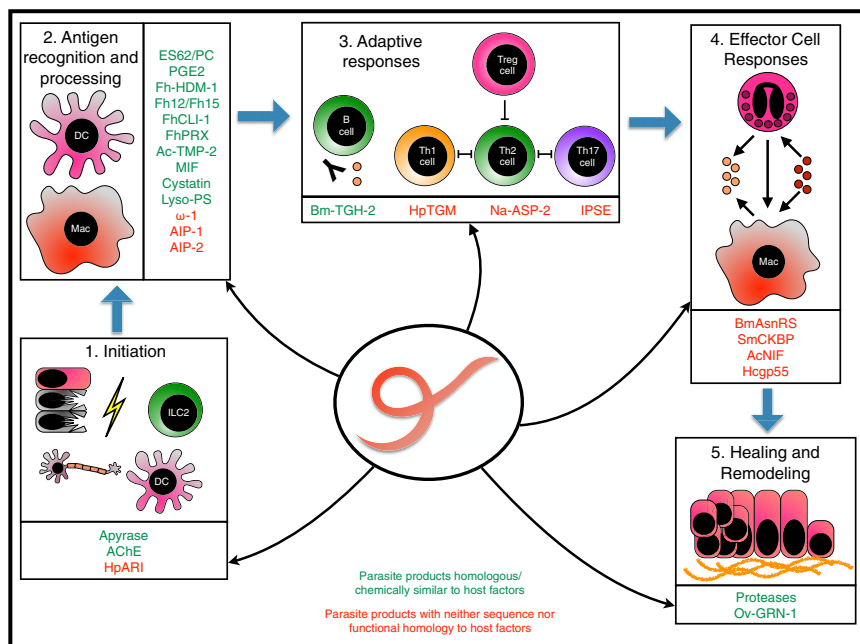 2. Antigen
recognition and
processing
DC
Mac
ES62/PC
PGE2
Fh-HDM-1
Fh12/Fh15
FhCLI-1
FhPRX
Ac-TMP-2
MIF
Cystatin
Lyso-PS
ω-1
AIP-1
AIP-2
3. Adaptive
responses
Treg
cell
B
cell
Th1
cell
Th2
cell
Th17
cell
Bm-TGH-2
HpTGM
Na-ASP-2
IPSE
4. Effector Cell
Responses
Mac
BmAsnRS
SmCKBP
AcNIF
Hcgp55
1. Initiation
ILC2
DC
Apyrase
AChE
HpARI
5. Healing and
Remodeling
Proteases
Ov-GRN-1
Parasite products homologous/
chemically similar to host factors
Parasite products with neither sequence nor
functional homology to host factors